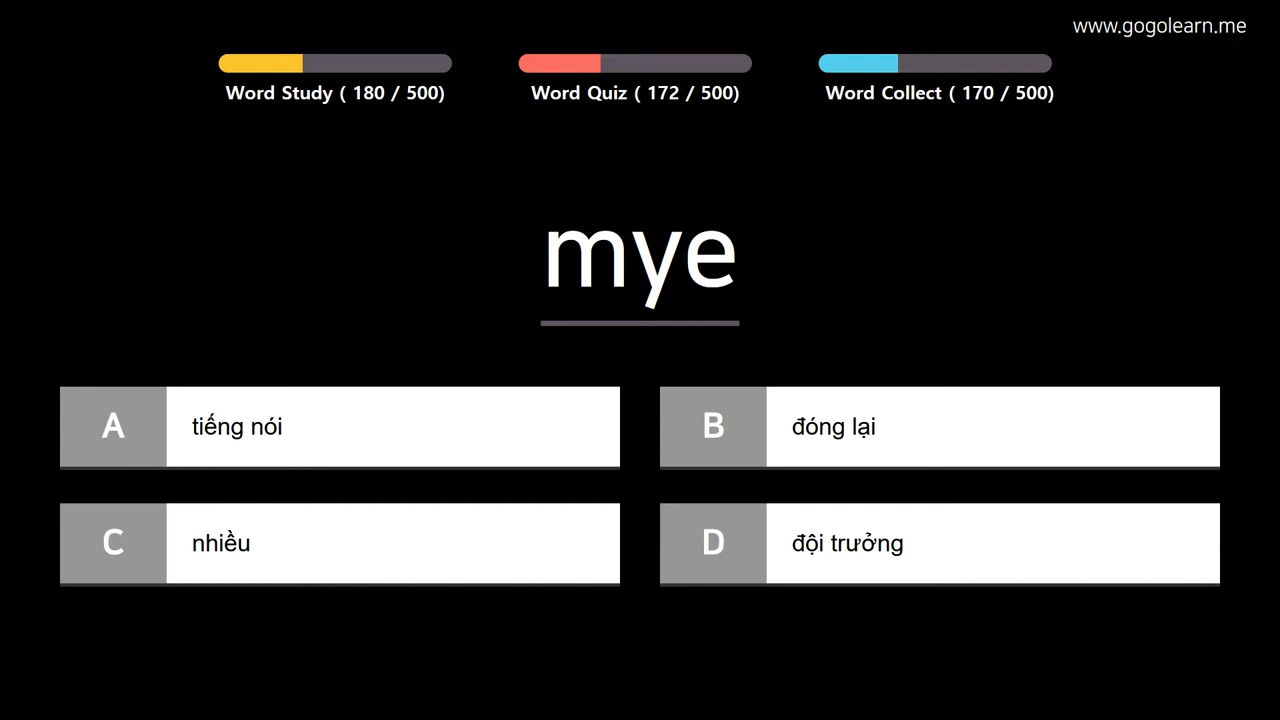 www.gogolearn.me
Word Study ( 180 / 500)
Word Quiz ( 172 / 500)
Word Collect ( 170 / 500)
mye
A tiếng nói
B đóng lại
C nhiều
D đội trưởng